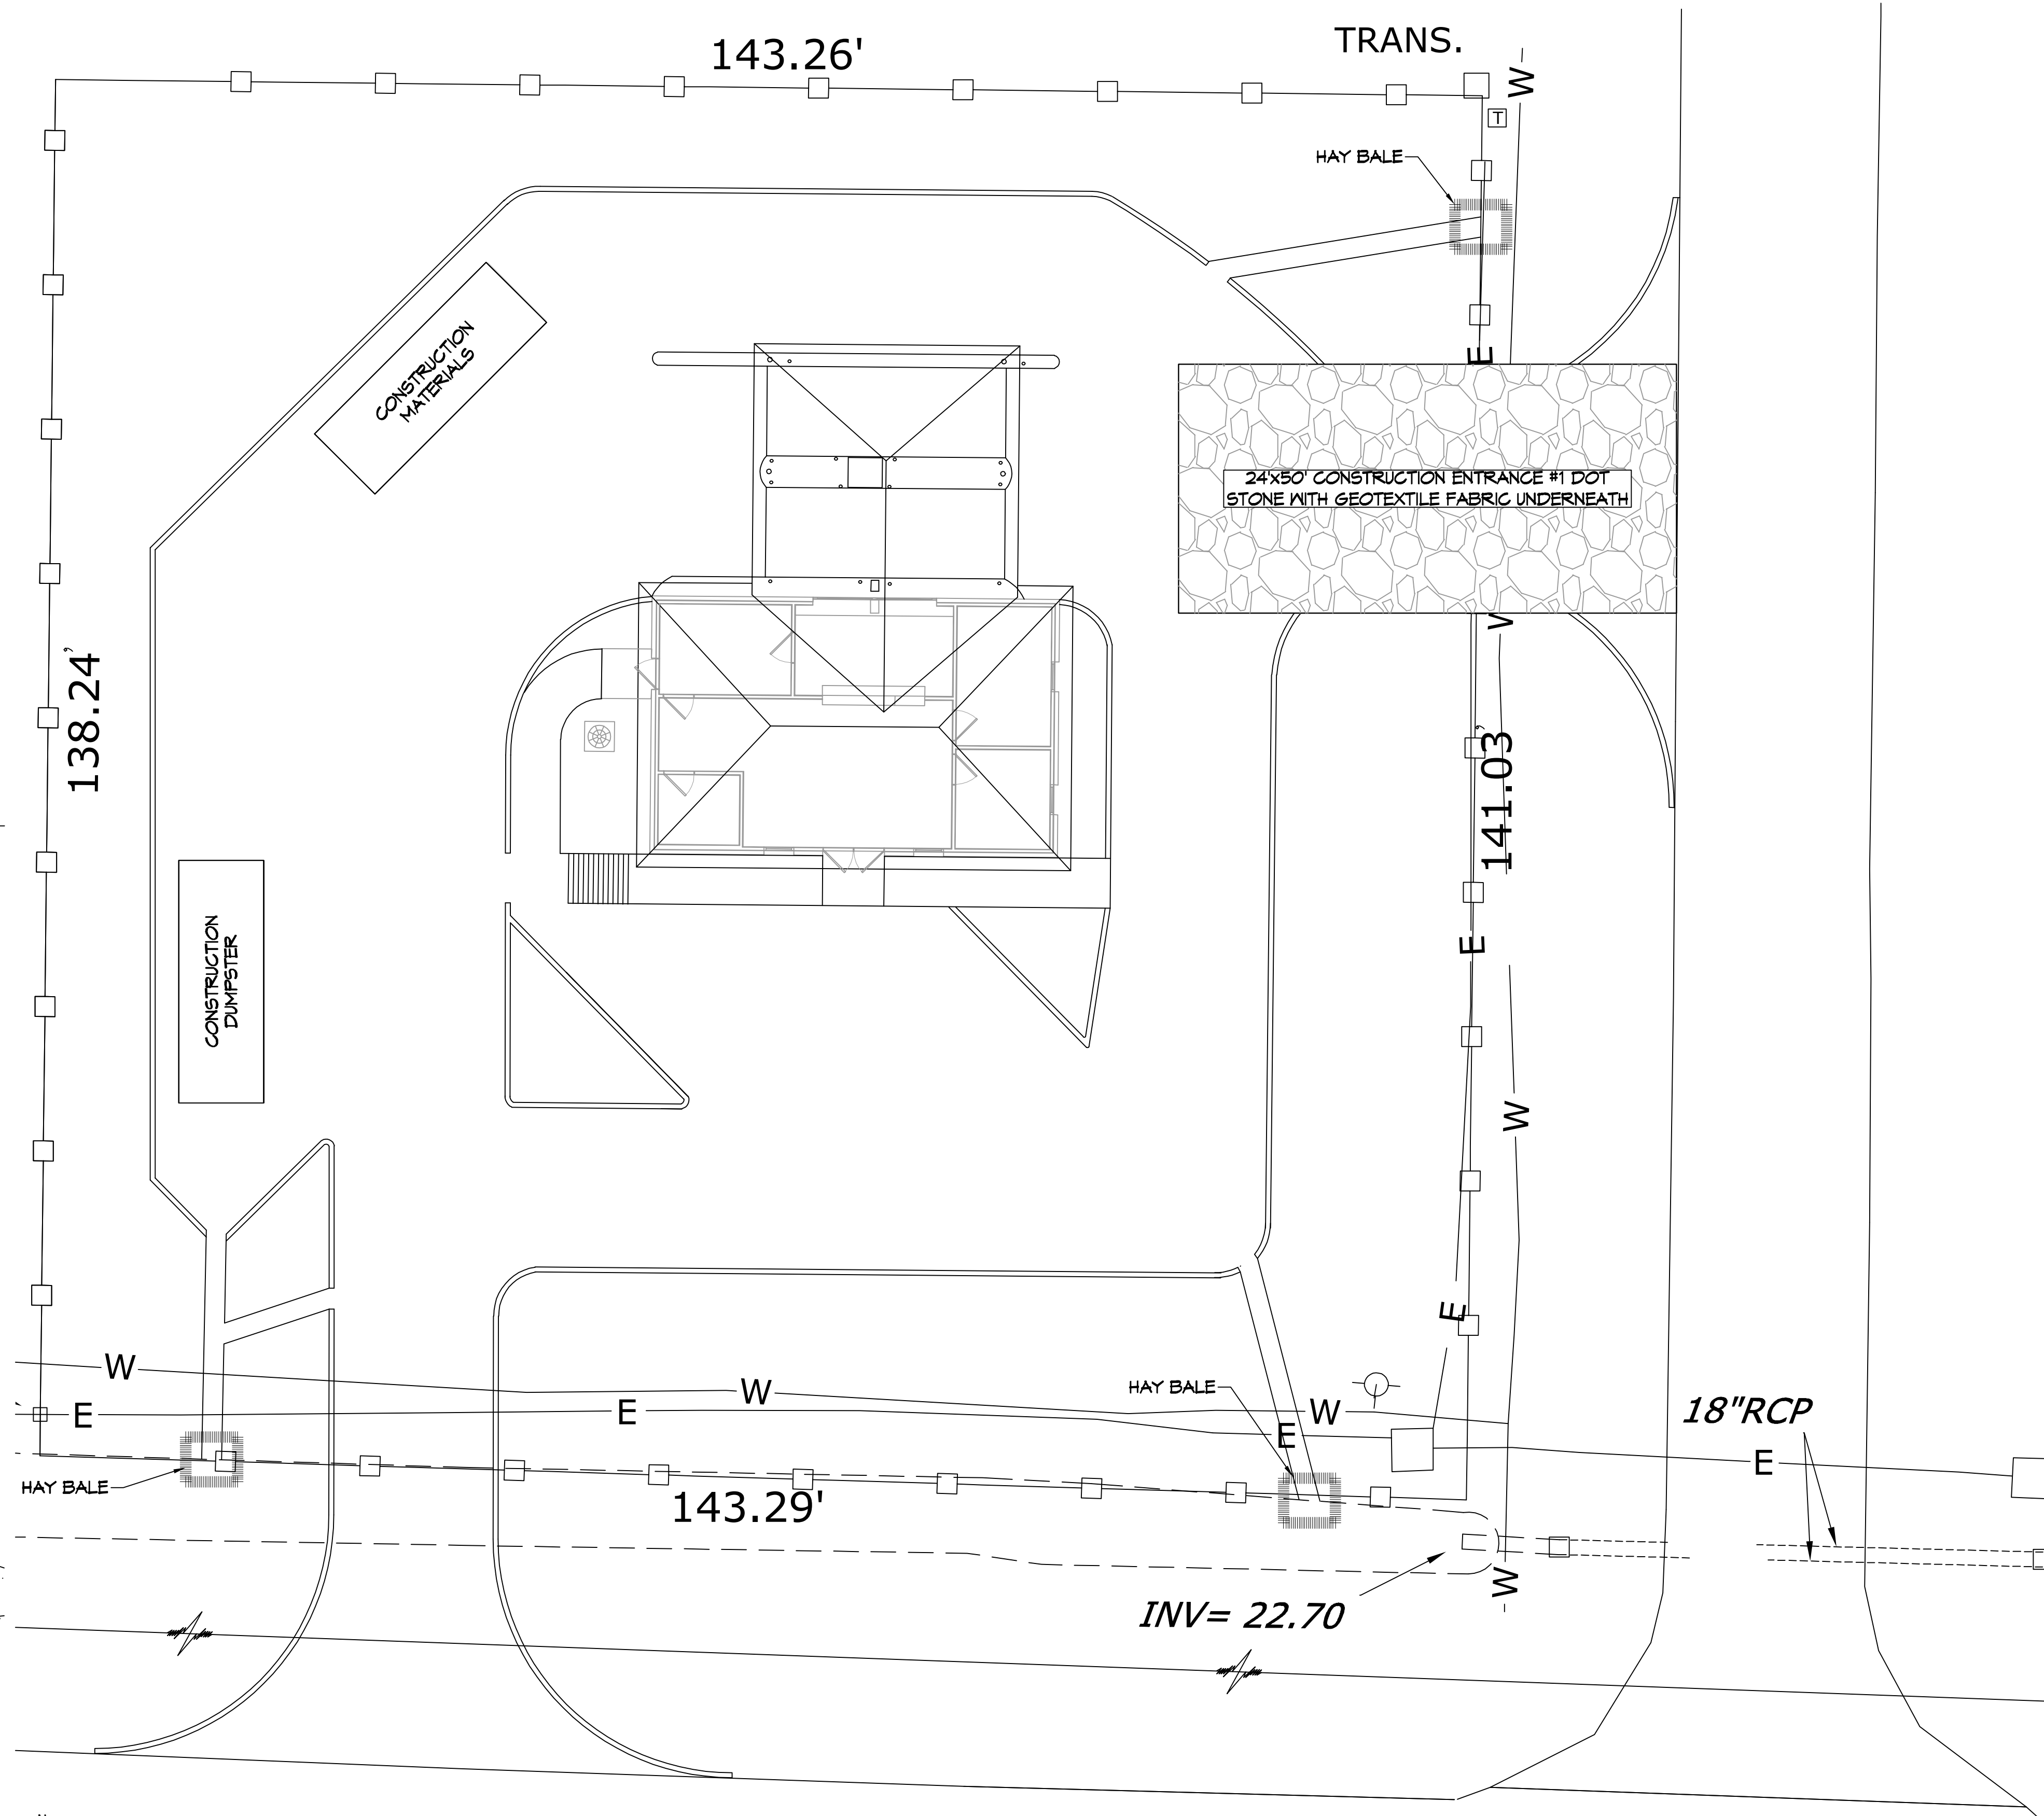 143.26'
TRANS.
W
T
HAY BALE
CONSTRUCTION
MATERIALS
E
24'x50' CONSTRUCTION ENTRANCE #1 DOT
STONE WITH GEOTEXTILE FABRIC UNDERNEATH
W
138.24'
141.03'
E
CONSTRUCTION
DUMPSTER
W
E
W
W
HAY BALE
W
18"RCP
E
E
E
E
HAY BALE
143.29'
W
INV= 22.70